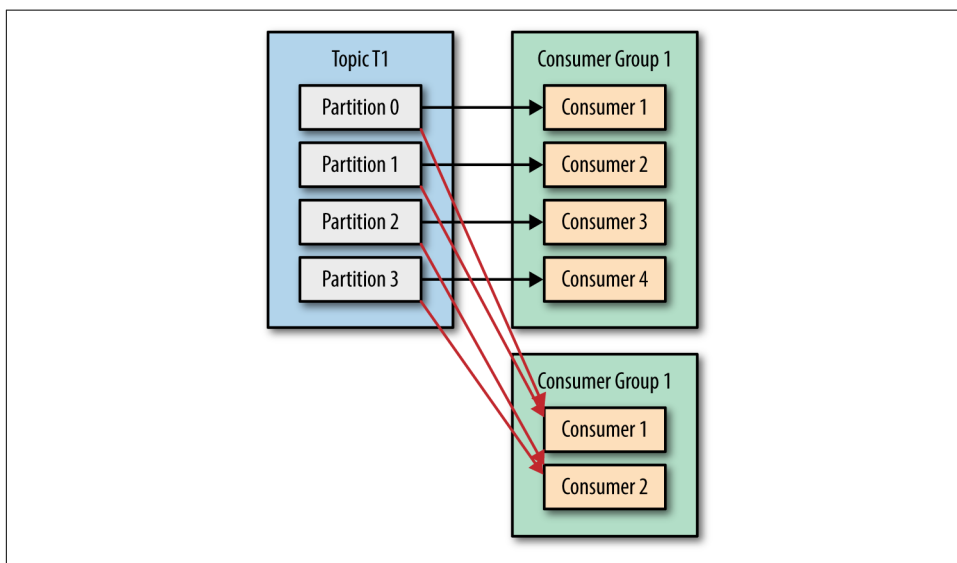 Topic T1
Partition 0
Partition 1
Partition 2
Partition 3
Consumer Group 1
Consumer 1
Consumer 2
Consumer 3
Consumer 4
Consumer Group 1
Consumer 1
Consumer 2